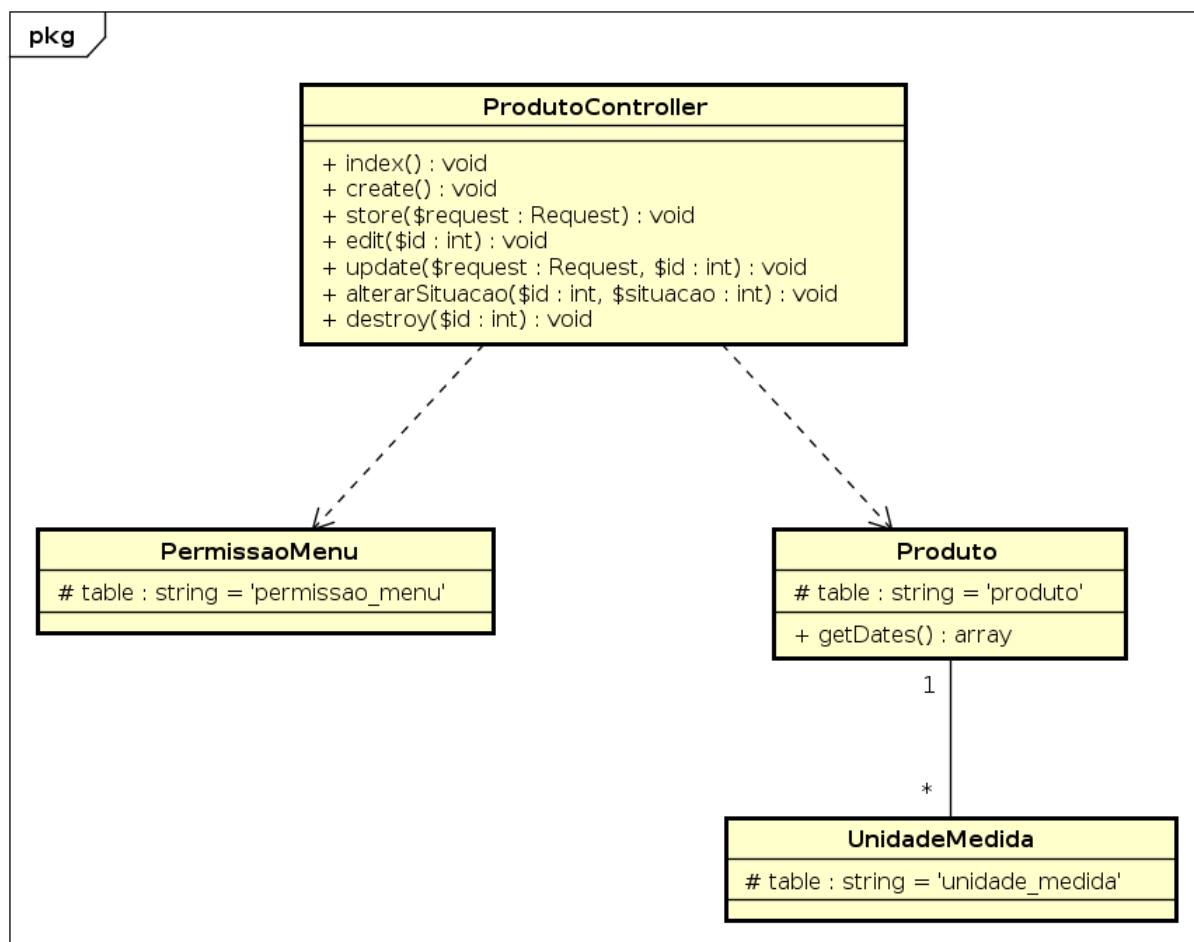 pkg
ProdutoController
+ index() : void
+ create() : void
+ store($request : Request) : void
+ edit($id : int) : void
+ update($request : Request, $id : int) : void
+ alterarSituacao($id : int, $situacao : int) : void
+ destroy($id : int) : void
PermissaoMenu
# table : string = 'permissao_menu'
Produto
# table : string = 'produto'
+ getDates() : array
1
*
UnidadeMedida
# table : string = 'unidade_medida'